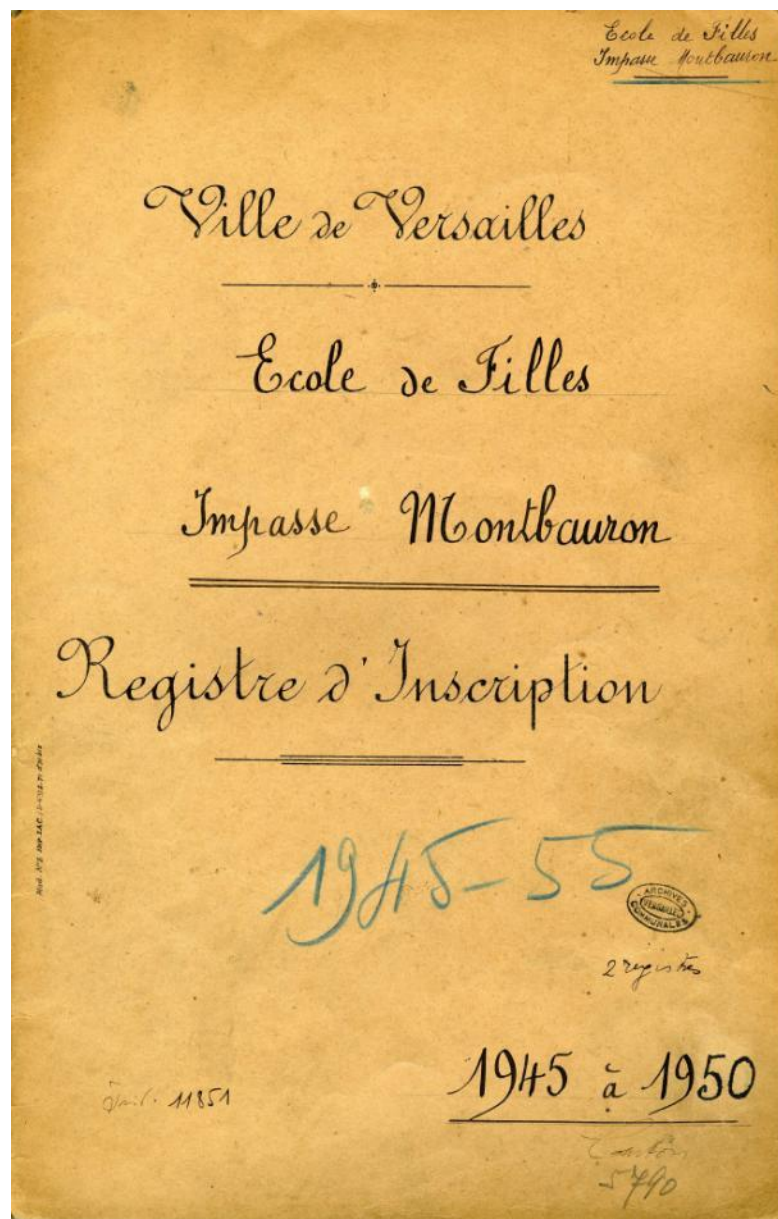 Ecole de Filles
Impasse Montbauron
Ville de Versailles
Ecole de Filles
Impasse Montbauron
Registre d'Inscription
1945-55
ARCHIVES
VERSAILLES
COMMUNALES
2 registres
1945 à 1950
11851
5790